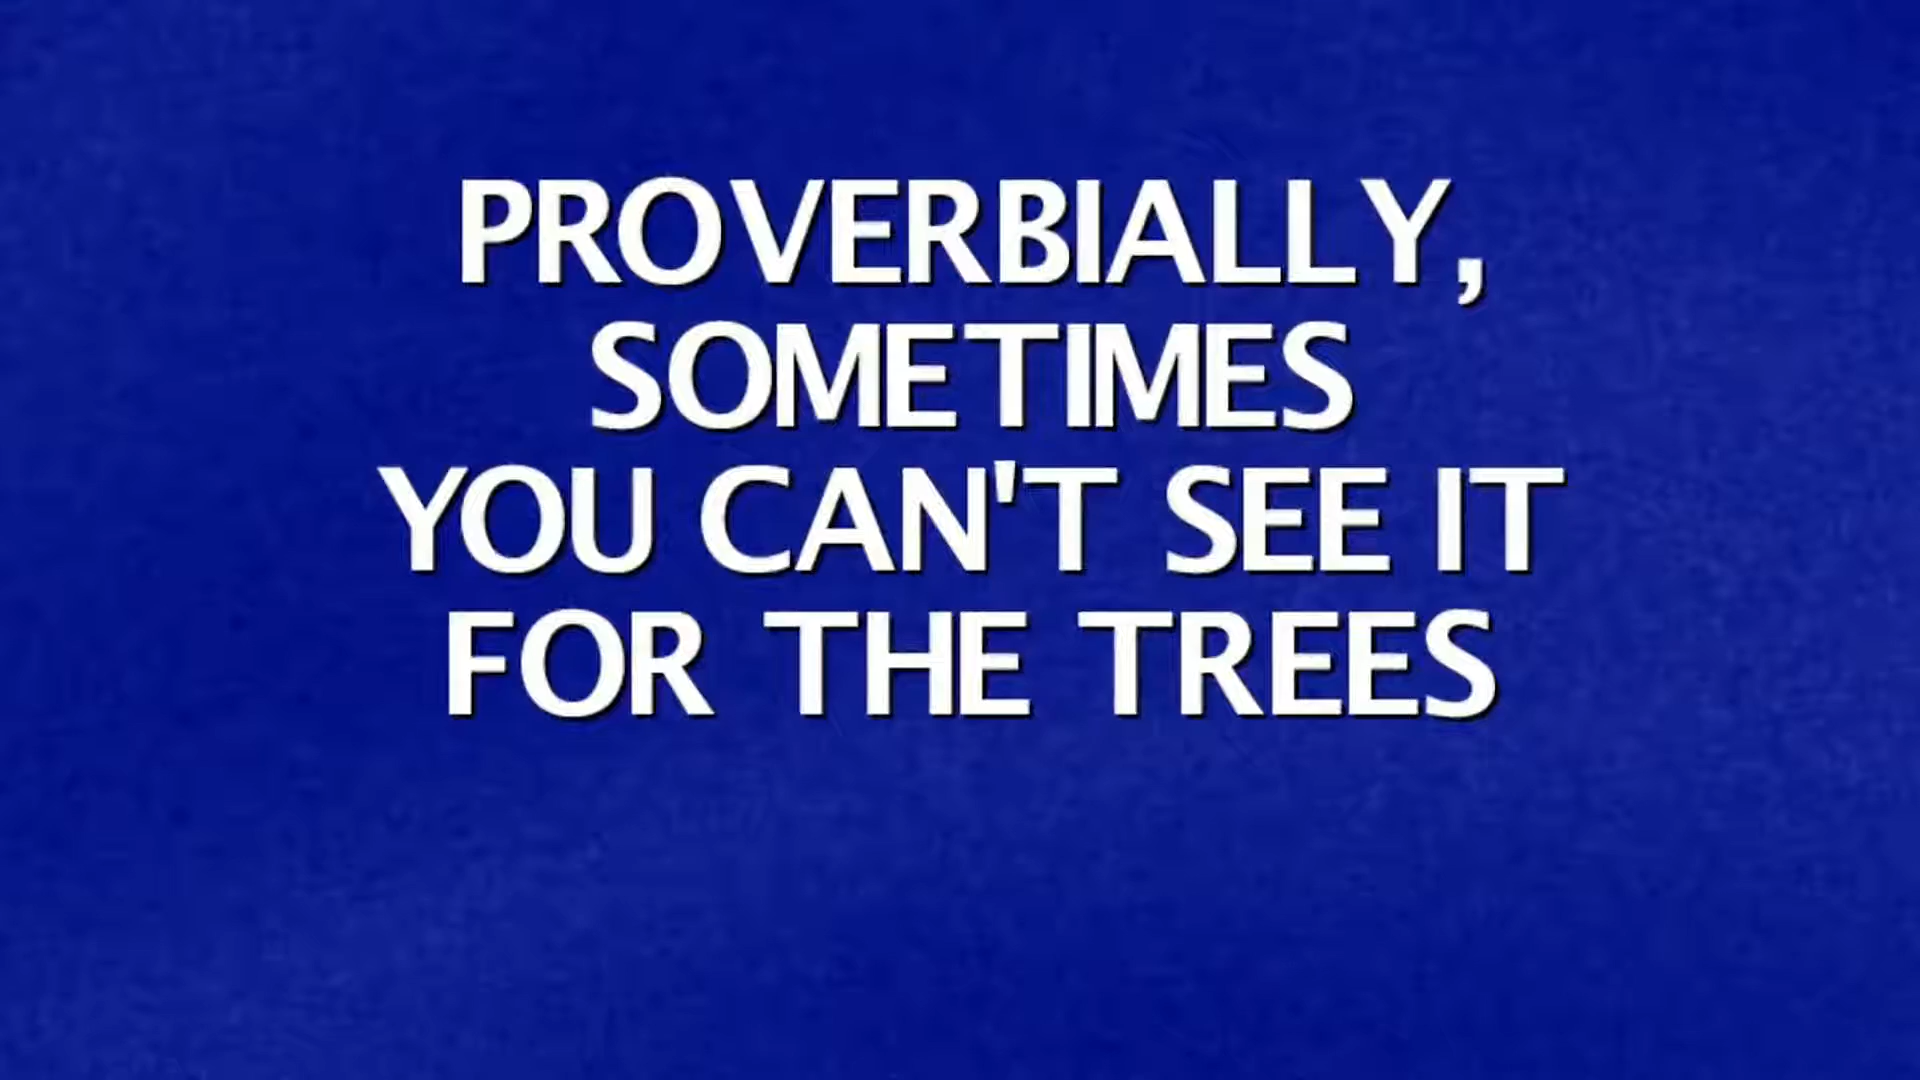 PROVERBIALLY,
SOMETIMES
YOU CAN'T SEE IT
FOR THE TREES